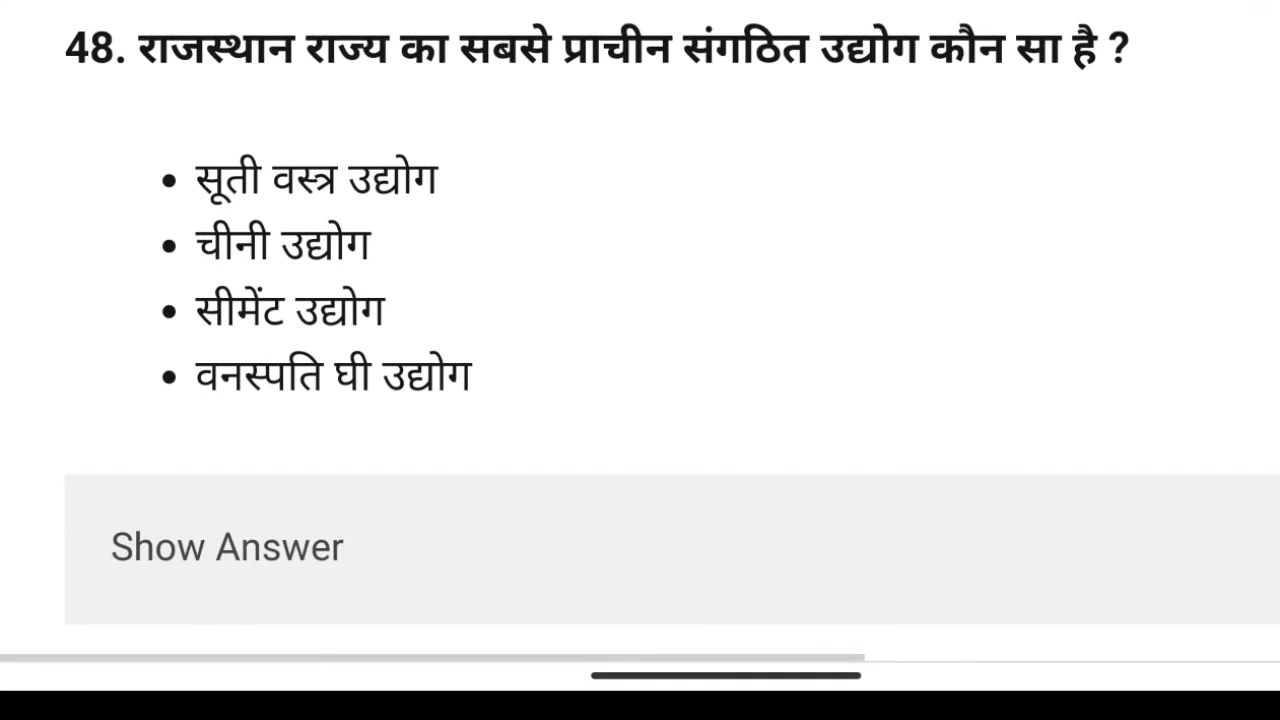 48. राजस्थान राज्य का सबसे प्राचीन संगठित उद्योग कौन सा है ?
• सूती वस्त्र उद्योग
• चीनी उद्योग
• सीमेंट उद्योग
• वनस्पति घी उद्योग
Show Answer